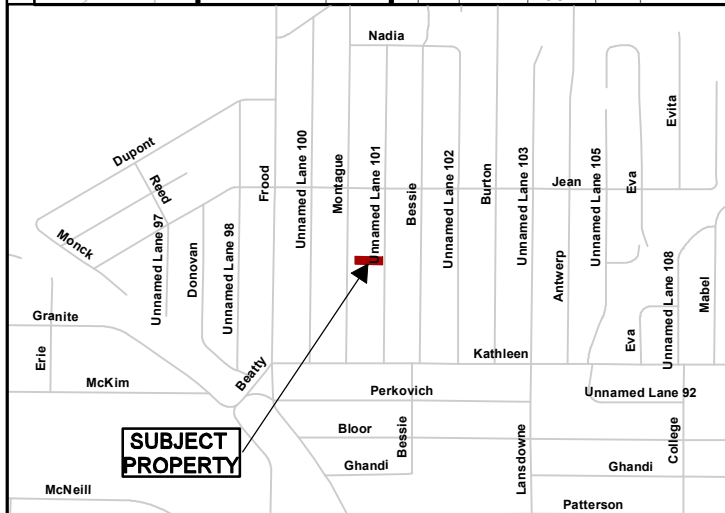 Nadia
Evita
Dupont
Reed
Frood
Unnamed Lane 100
Montague
Unnamed Lane 101
Bessie
Unnamed Lane 102
Burton
Unnamed Lane 103
Jean
Unnamed Lane 105
Eva
Monck
Unnamed Lane 97
Donovan
Unnamed Lane 98
Antwerp
Unnamed Lane 108
Mabel
Granite
Erie
Beatty
Kathleen
Eva
McKim
Perkovich
Unnamed Lane 92
SUBJECT
PROPERTY
Bloor
Bessie
Lansdowne
College
Ghandi
Ghandi
McNeill
Patterson